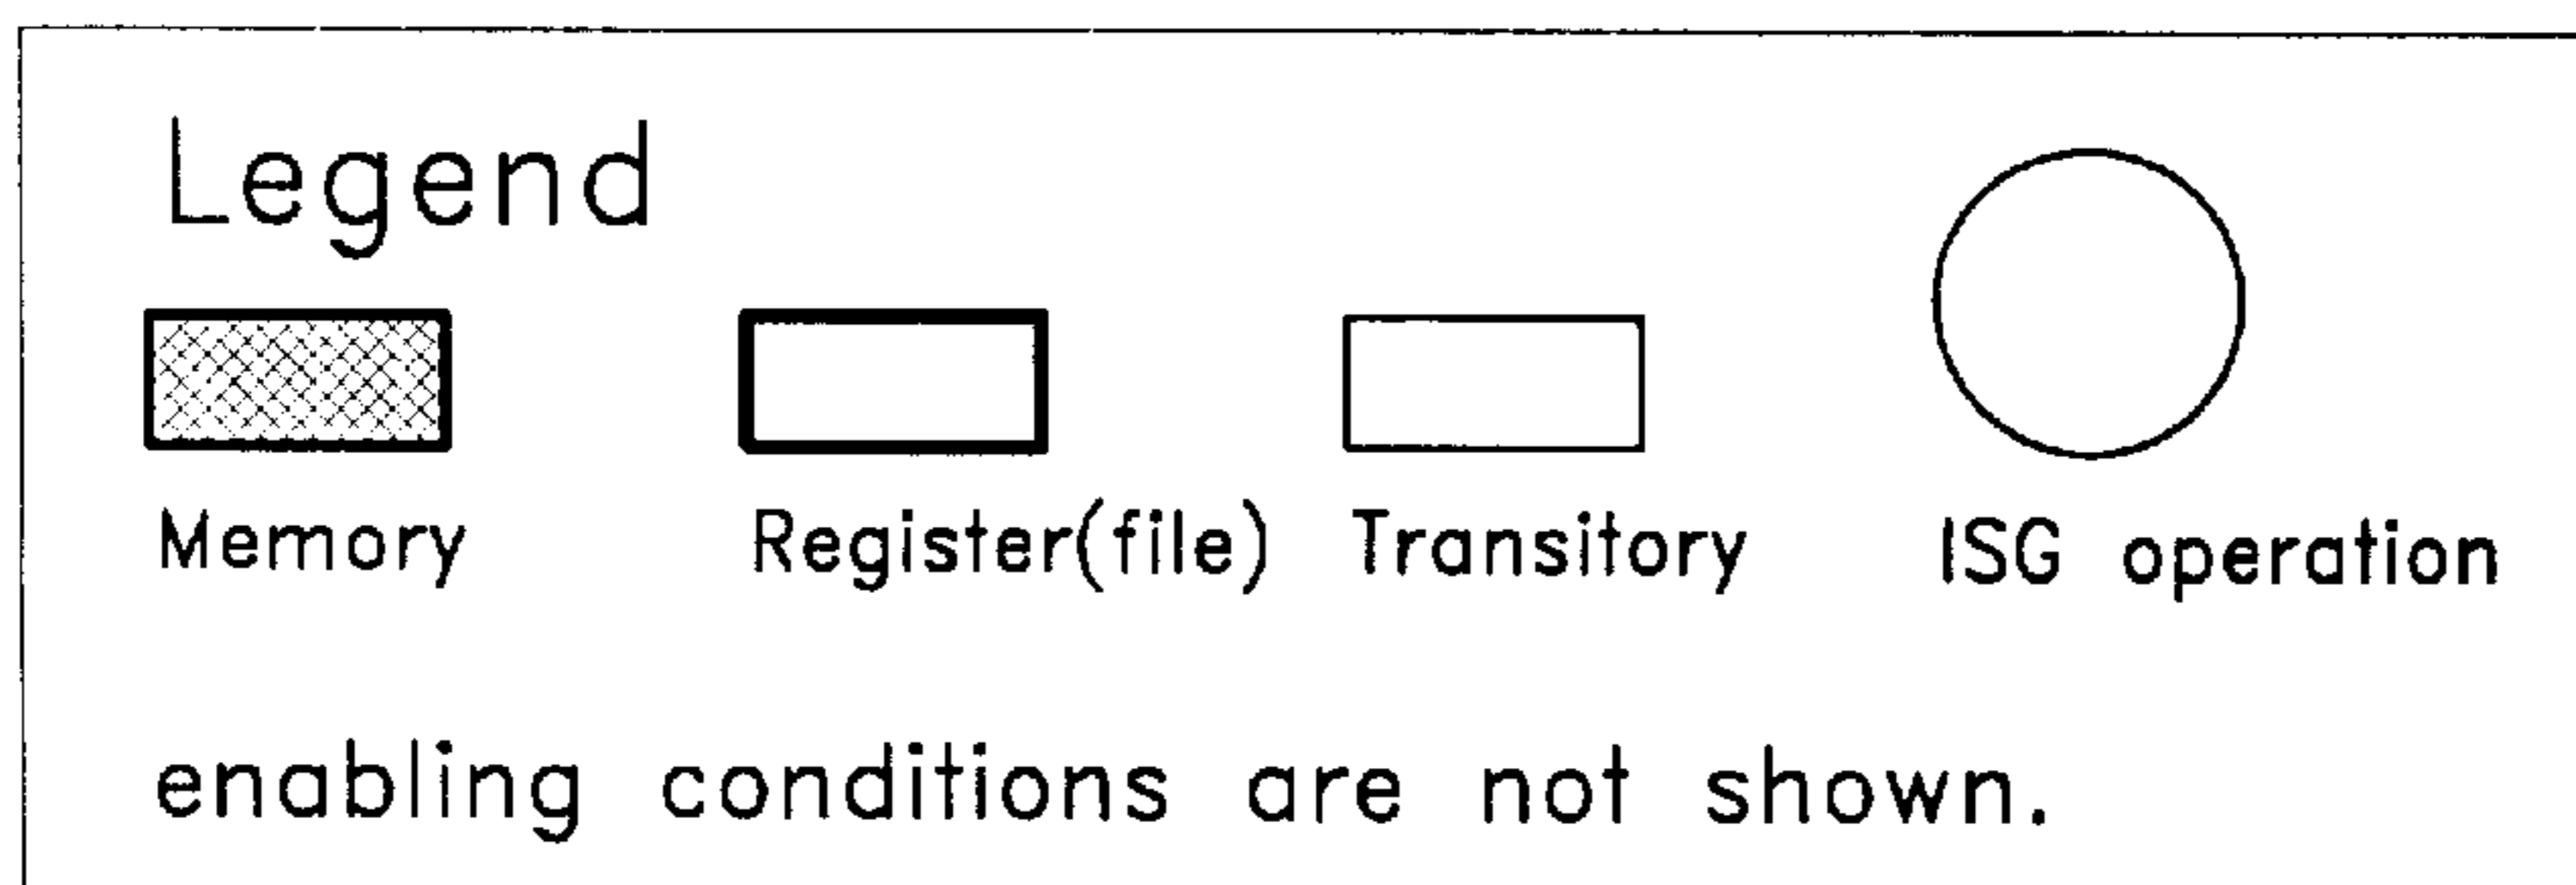 Legend
Memory Register(file) Transitory ISG operation
enabling conditions are not shown.